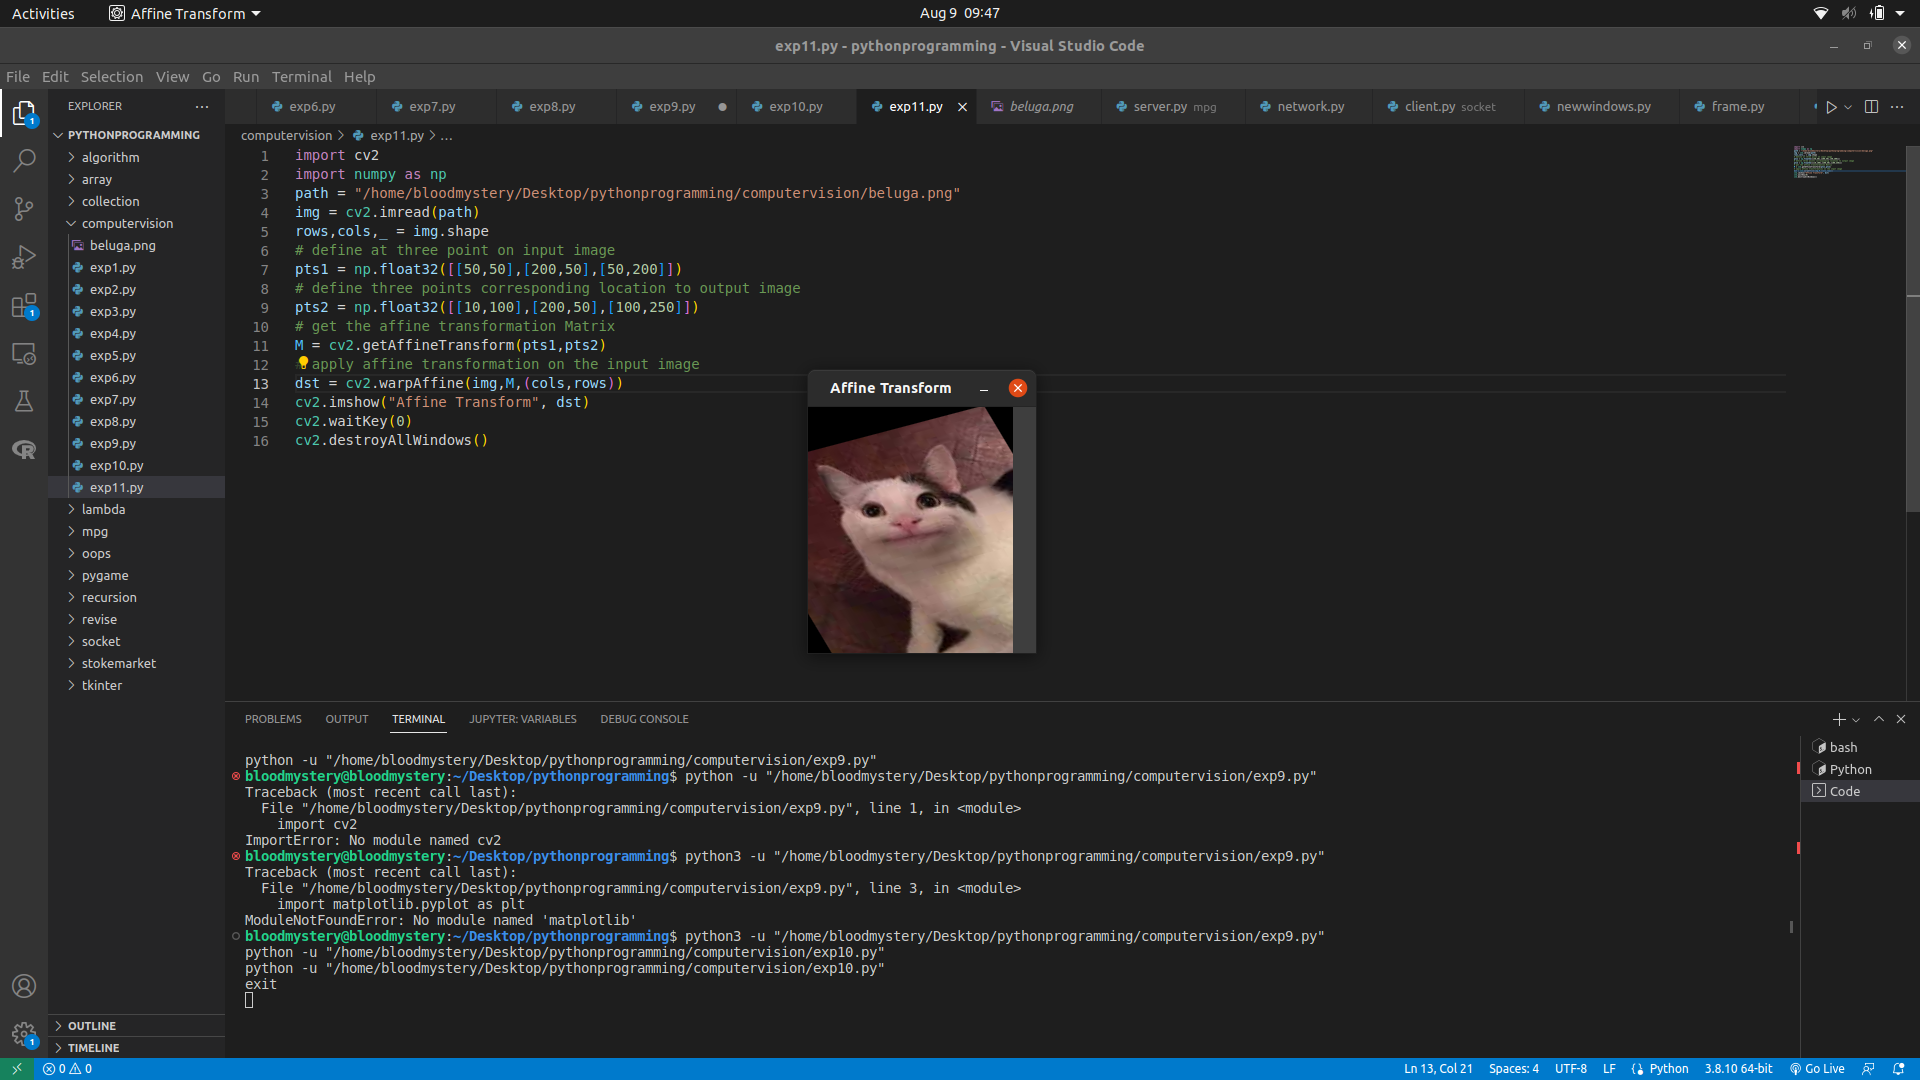 Activities
Affine Transform
Aug 9 09:47
exp11.py - pythonprogramming - Visual Studio Code
File Edit Selection View Go Run Terminal Help
EXPLORER
exp6.py
exp7.py
exp8.py
exp9.py
exp10.py
exp11.py
beluga.png
server.py mpg
network.py
client.py socket
newwindows.py
frame.py
PYTHONPROGRAMMING
algorithm
array
collection
computervision
beluga.png
exp1.py
exp2.py
exp3.py
exp4.py
exp5.py
exp6.py
exp7.py
exp8.py
exp9.py
exp10.py
exp11.py
lambda
mpg
oops
pygame
recursion
revise
socket
stokemarket
tkinter
OUTLINE
TIMELINE
computervision > exp11.py > ...
1 import cv2
2 import numpy as np
3 path = "/home/bloodmystery/Desktop/pythonprogramming/computervision/beluga.png"
4 img = cv2.imread(path)
5 rows,cols,_ = img.shape
6 # define at three point on input image
7 pts1 = np.float32([[50,50],[200,50],[50,200]])
8 # define three points corresponding location to output image
9 pts2 = np.float32([[10,100],[200,50],[100,250]])
10 # get the affine transformation Matrix
11 M = cv2.getAffineTransform(pts1,pts2)
12 apply affine transformation on the input image
13 dst = cv2.warpAffine(img,M,(cols,rows))
14 cv2.imshow("Affine Transform", dst)
15 cv2.waitKey(0)
16 cv2.destroyAllWindows()
Affine Transform
PROBLEMS OUTPUT TERMINAL JUPYTER: VARIABLES DEBUG CONSOLE
python -u "/home/bloodmystery/Desktop/pythonprogramming/computervision/exp9.py"
bloodmystery@bloodmystery:~/Desktop/pythonprogramming$ python -u "/home/bloodmystery/Desktop/pythonprogramming/computervision/exp9.py"
Traceback (most recent call last):
File "/home/bloodmystery/Desktop/pythonprogramming/computervision/exp9.py", line 1, in <module>
import cv2
ImportError: No module named cv2
bloodmystery@bloodmystery:~/Desktop/pythonprogramming$ python3 -u "/home/bloodmystery/Desktop/pythonprogramming/computervision/exp9.py"
Traceback (most recent call last):
File "/home/bloodmystery/Desktop/pythonprogramming/computervision/exp9.py", line 3, in <module>
import matplotlib.pyplot as plt
ModuleNotFoundError: No module named 'matplotlib'
bloodmystery@bloodmystery:~/Desktop/pythonprogramming$ python3 -u "/home/bloodmystery/Desktop/pythonprogramming/computervision/exp9.py"
python -u "/home/bloodmystery/Desktop/pythonprogramming/computervision/exp10.py"
python -u "/home/bloodmystery/Desktop/pythonprogramming/computervision/exp10.py"
exit
bash
Python
Code
1
1
1
R
0 0
Ln 13, Col 21
Spaces: 4
UTF-8
LF
Python
3.8.10 64-bit
Go Live